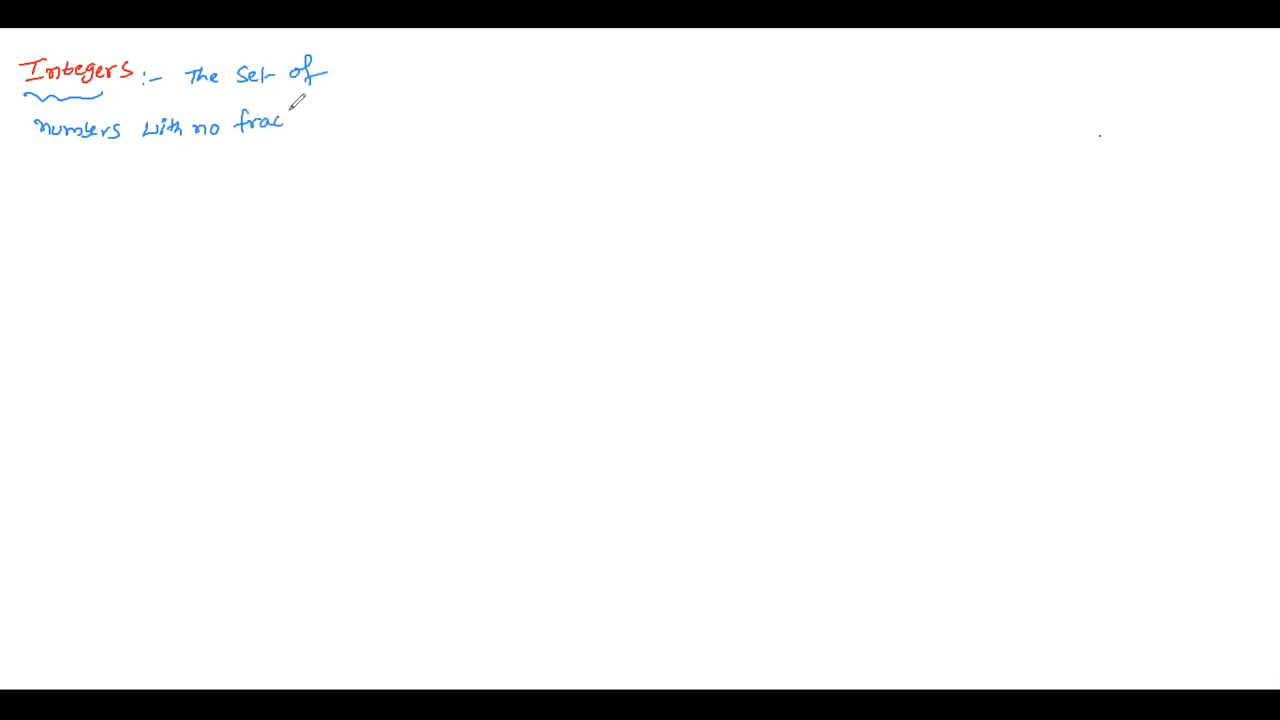 Integers :- The set of
numbers with no frac